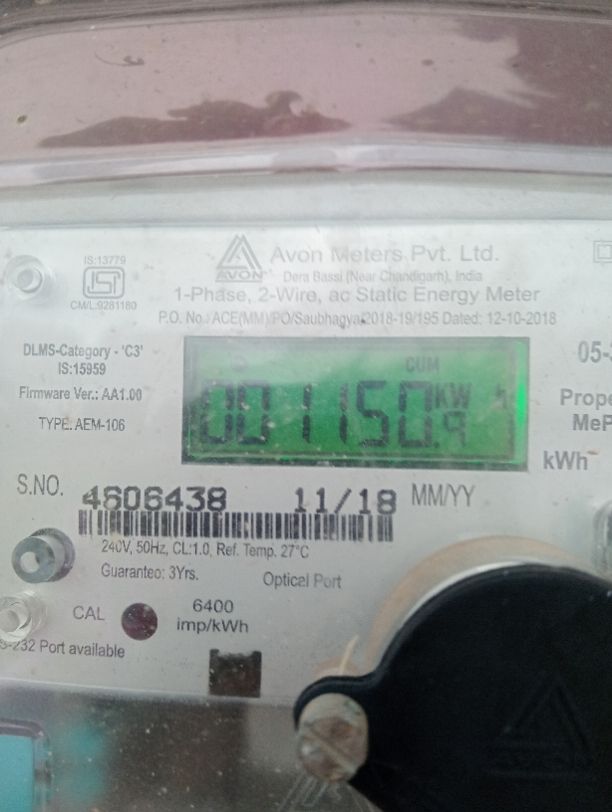 IS:13779
CM/L:9281180
AVON
Avon Meters Pvt. Ltd.
Dera Bassi (Near Chandigarh), India
1-Phase, 2-Wire, ac Static Energy Meter
P.O. No.: ACE(MM)/PO/Saubhagya/2018-19/195 Dated: 12-10-2018
DLMS-Category - 'C3'
IS:15959
Firmware Ver.: AA1.00
TYPE: AEM-106
CUM
001150.9 KW
05-
Prope
MeP
kWh
S.NO. 4606438 11/18 MM/YY
240V, 50Hz, CL:1.0, Ref. Temp. 27°C
Guarantee: 3Yrs.
Optical Port
CAL
6400
imp/kWh
S-232 Port available
AVON